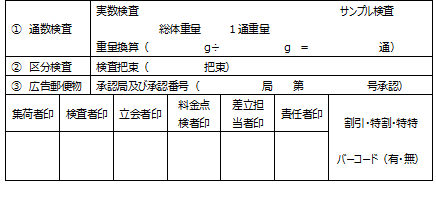 ① 通数検査 実数検査 サンプル検査
総体重量 １通重量
重量換算（ g÷ g ＝ 通）
② 区分検査 検査把束（ 把束）
③ 広告郵便物 承認局及び承認番号（ 局 第 号承認）
集荷者印 検査者印 立会者印 料金点検者印 差立担当者印 責任者印
割引・特割・特特
バーコード（有・無）